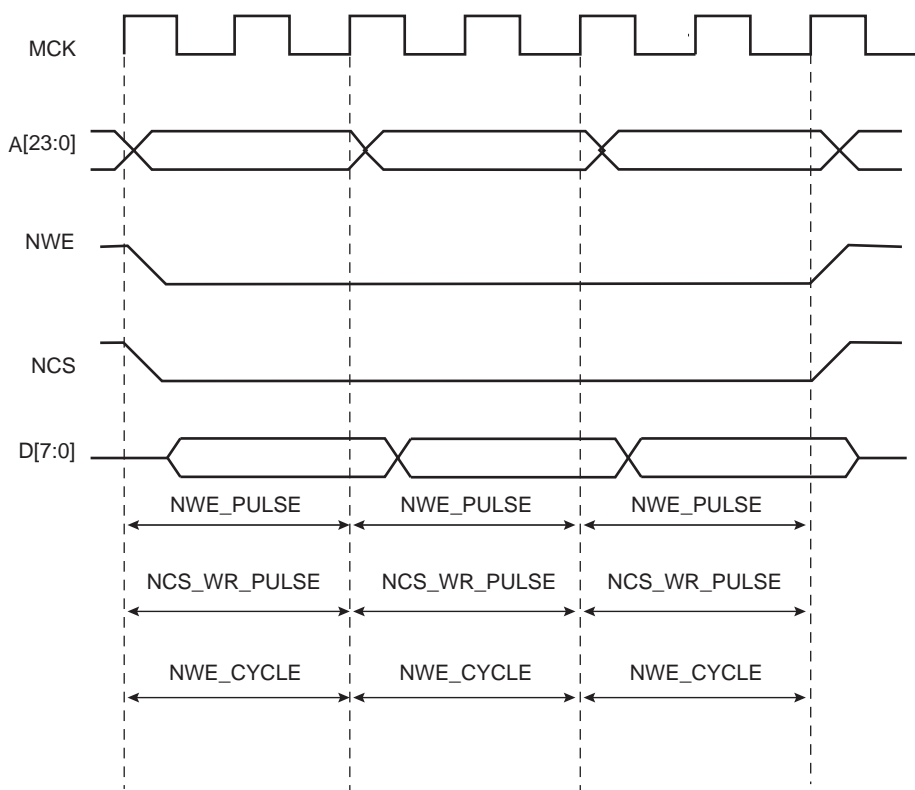 MCK
A[23:0]
NWE
NCS
D[7:0]
NWE_PULSE NWE_PULSE NWE_PULSE
NCS_WR_PULSE NCS_WR_PULSE NCS_WR_PULSE
NWE_CYCLE NWE_CYCLE NWE_CYCLE